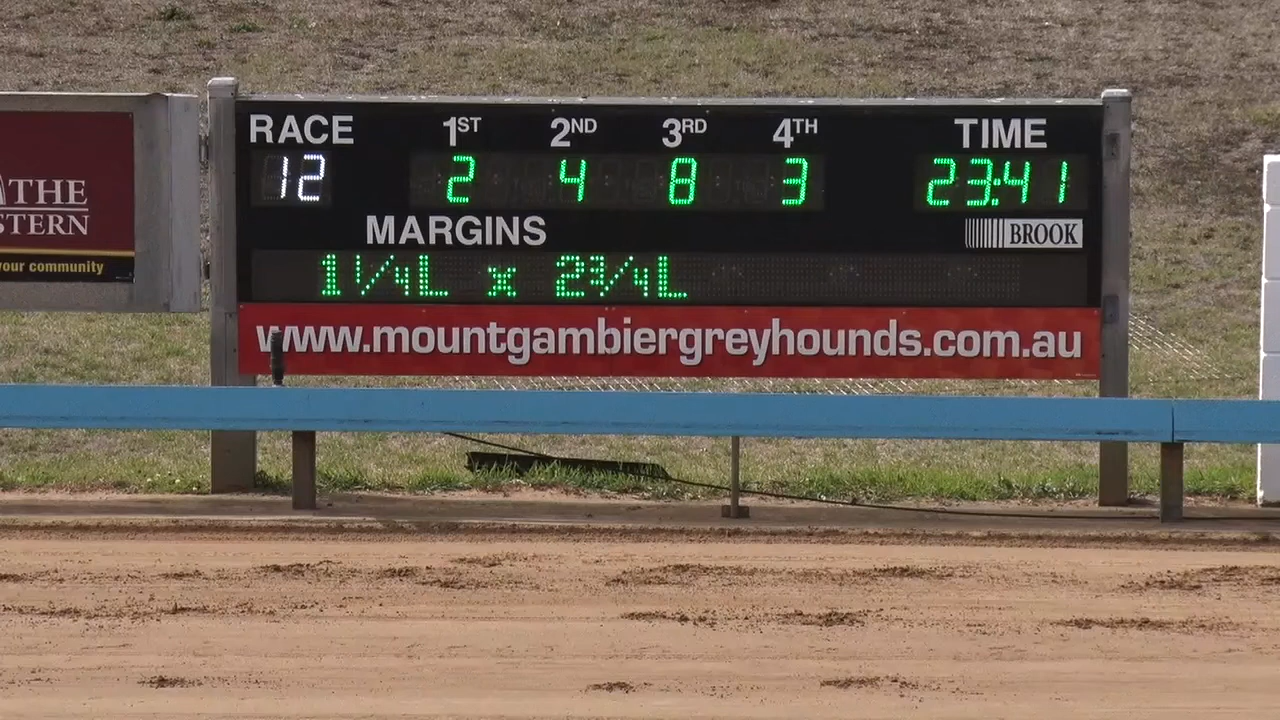 RACE 1ST 2ND 3RD 4TH TIME
12 2 4 8 3 23:41
MARGINS
BROOK
1 1/4L x 2 3/4L
www.mountgambiergreyhounds.com.au
THE
STERN
your community